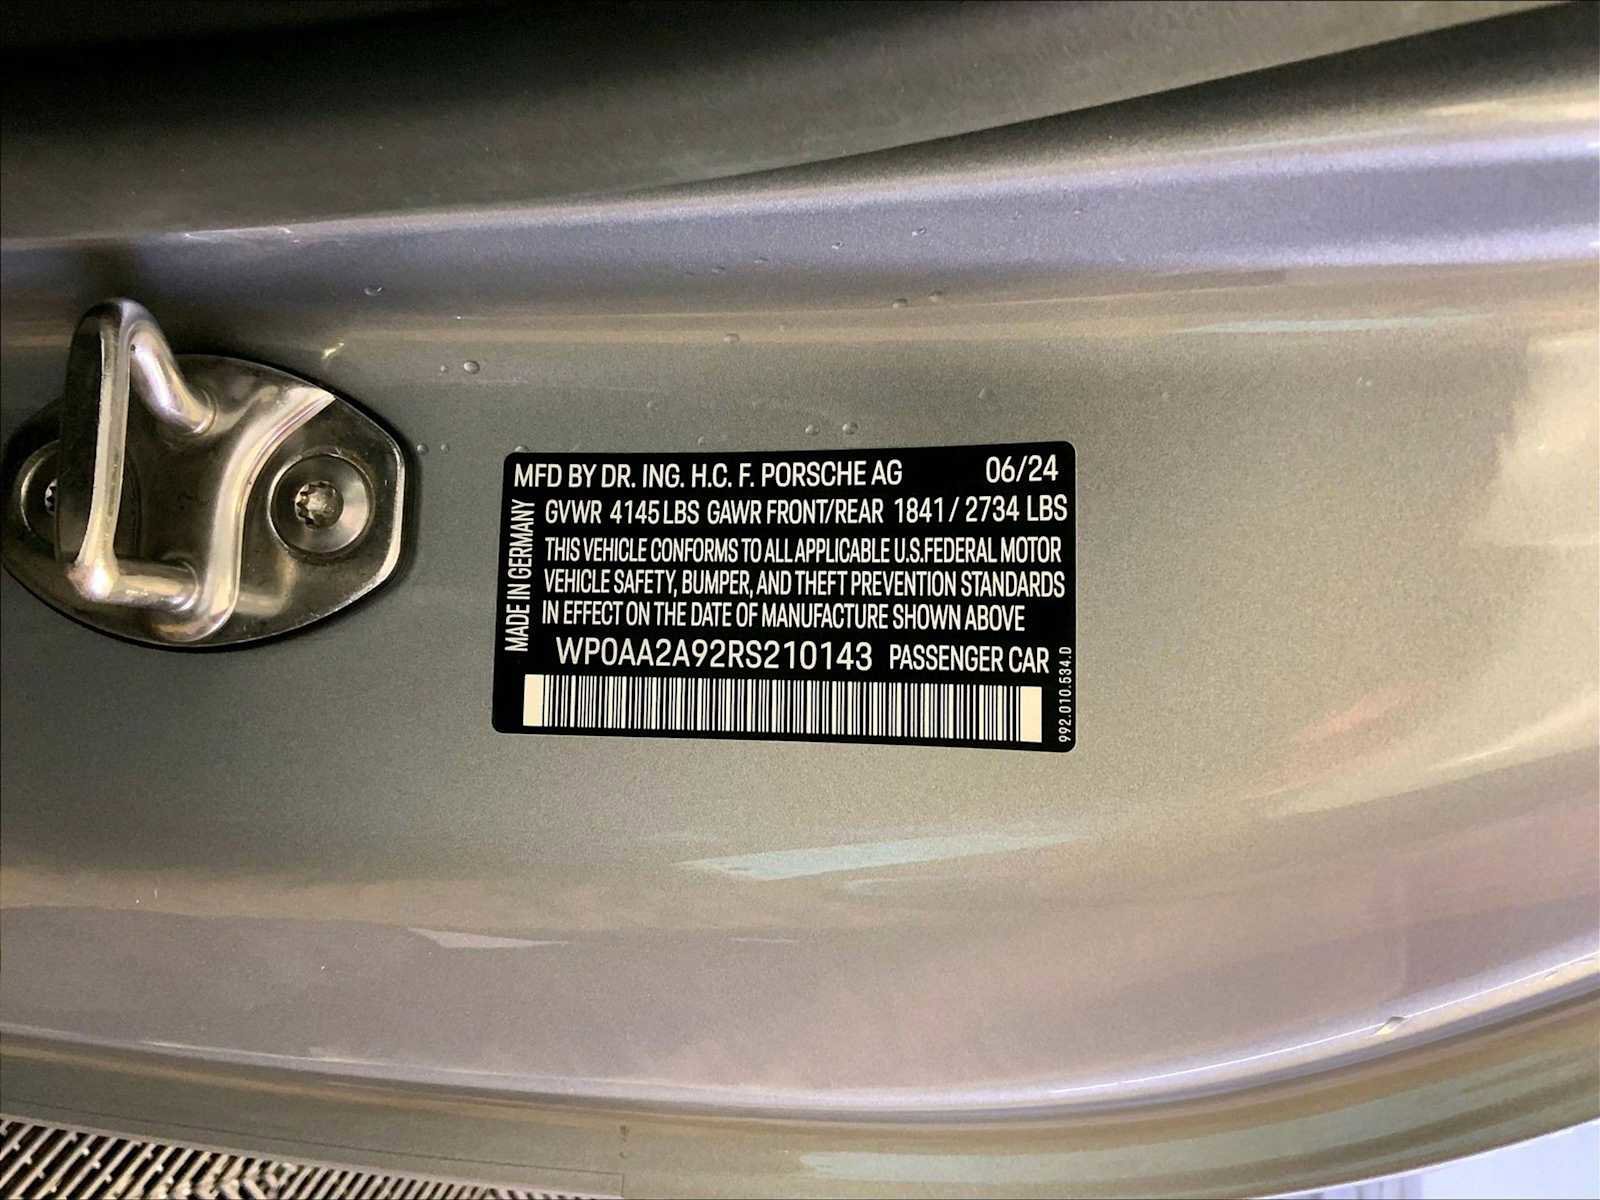 MFD BY DR. ING. H.C. F. PORSCHE AG 06/24
GVWR 4145 LBS GAWR FRONT/REAR 1841 / 2734 LBS
THIS VEHICLE CONFORMS TO ALL APPLICABLE U.S.FEDERAL MOTOR
VEHICLE SAFETY, BUMPER, AND THEFT PREVENTION STANDARDS
IN EFFECT ON THE DATE OF MANUFACTURE SHOWN ABOVE
WP0AA2A92RS210143 PASSENGER CAR
MADE IN GERMANY
992.010.534.D